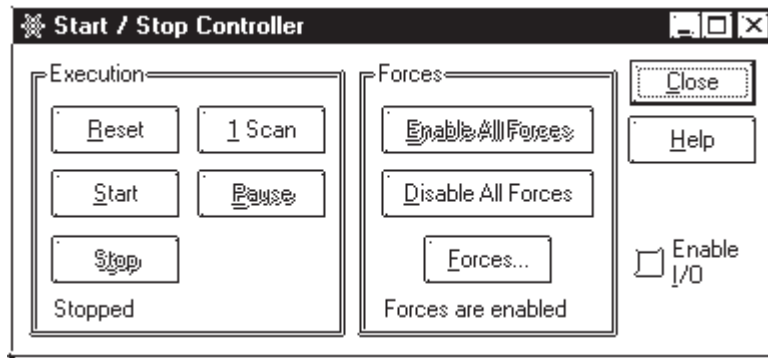 Start / Stop Controller
Execution
Reset
1 Scan
Start
Pause
Stop
Stopped
Forces
Enable All Forces
Disable All Forces
Forces...
Forces are enabled
Close
Help
Enable
I/O